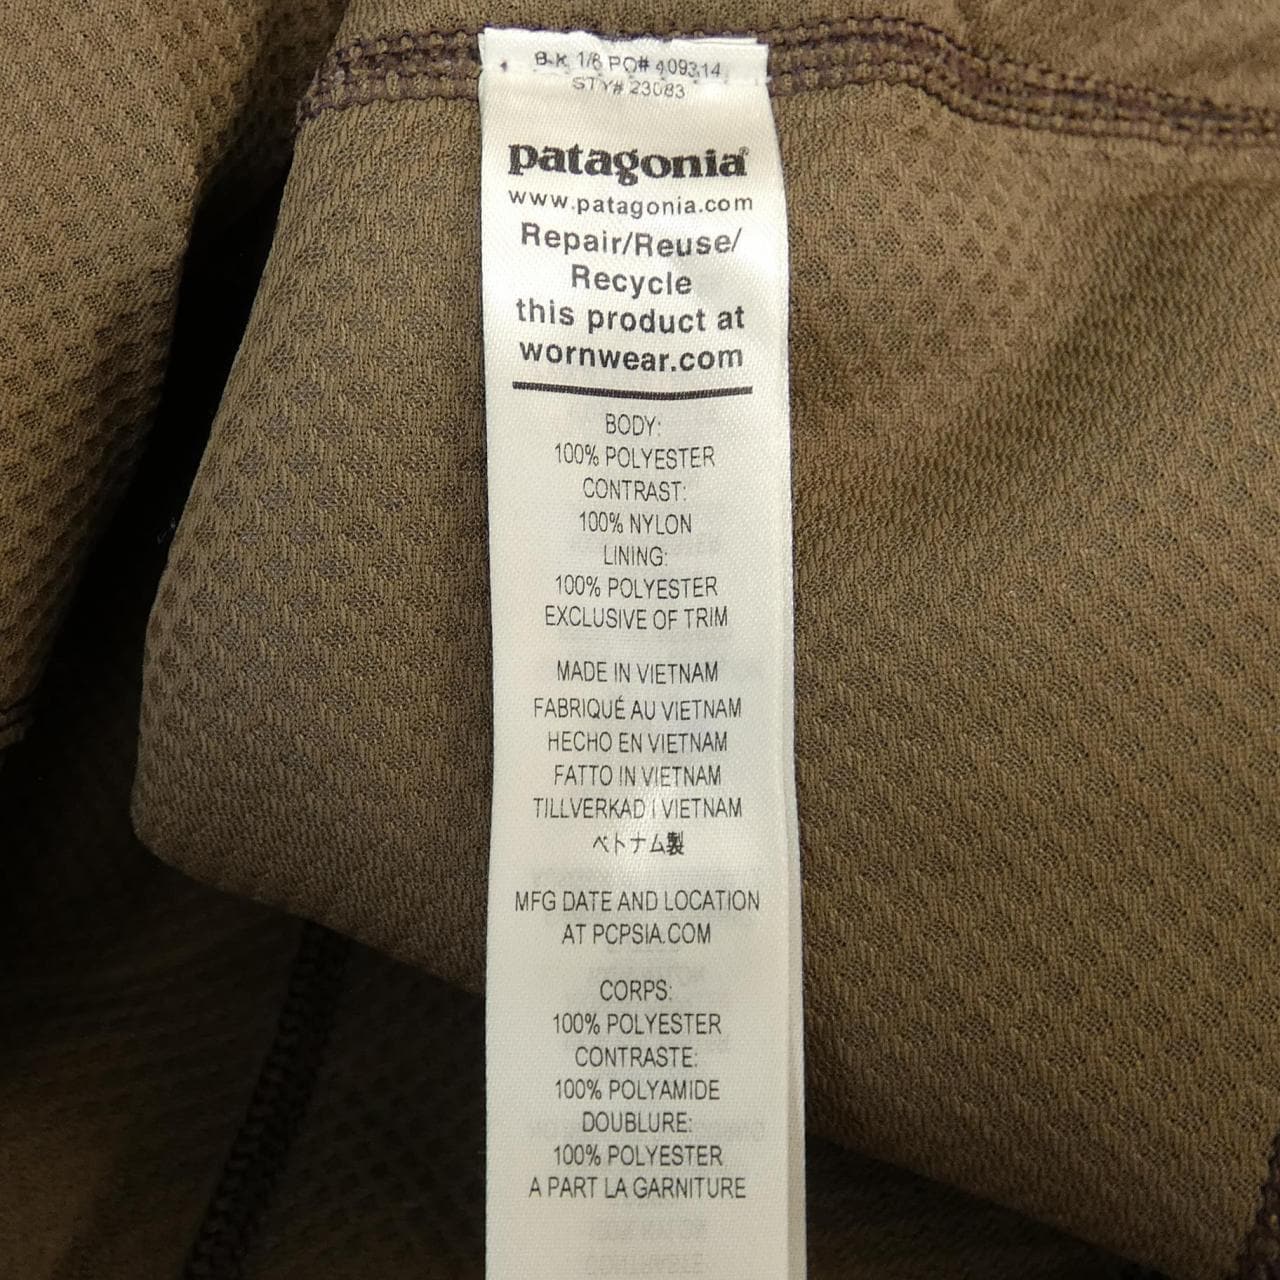 B-K 1/6 PO# 409314
STY# 23083
patagonia®
www.patagonia.com
Repair/Reuse/
Recycle
this product at
wornwear.com
BODY:
100% POLYESTER
CONTRAST:
100% NYLON
LINING:
100% POLYESTER
EXCLUSIVE OF TRIM
MADE IN VIETNAM
FABRIQUÉ AU VIETNAM
HECHO EN VIETNAM
FATTO IN VIETNAM
TILLVERKAD I VIETNAM
ベトナム製
MFG DATE AND LOCATION
AT PCPSIA.COM
CORPS:
100% POLYESTER
CONTRASTE:
100% POLYAMIDE
DOUBLURE:
100% POLYESTER
A PART LA GARNITURE